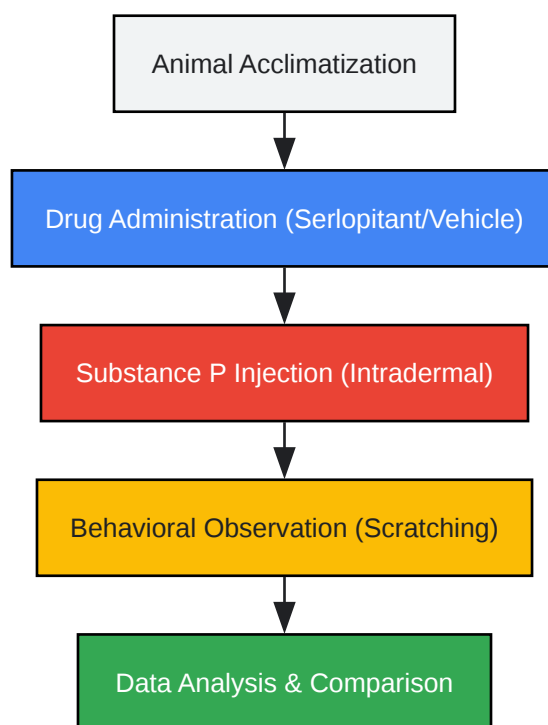 Animal Acclimatization
Drug Administration (Serlopitant/Vehicle)
Substance P Injection (Intradermal)
Behavioral Observation (Scratching)
Data Analysis & Comparison